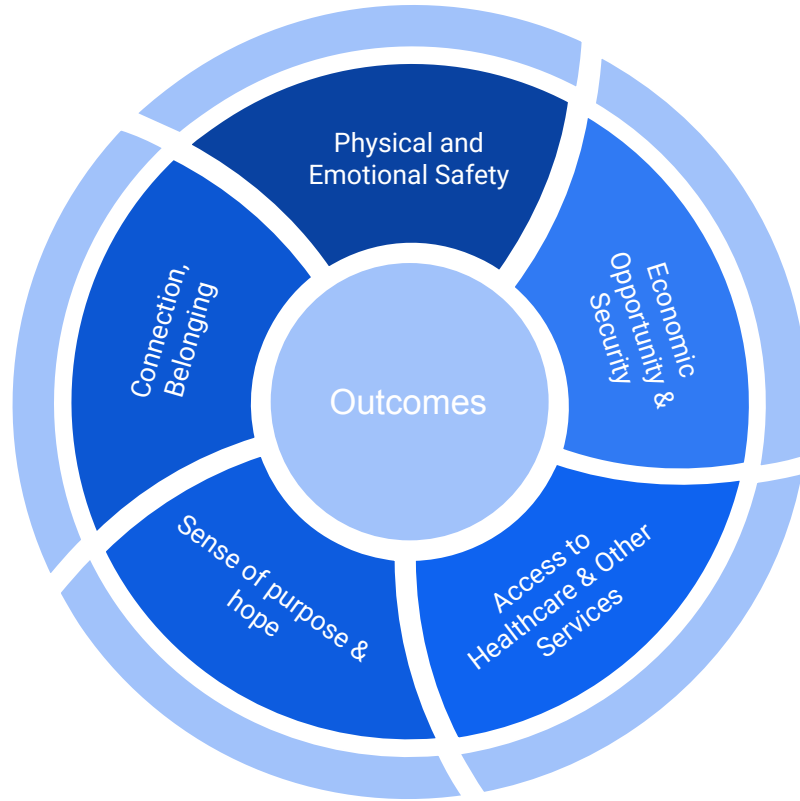 Physical and
Emotional Safety
Economic
Opportunity &
Security
Access to
Healthcare & Other
Services
Sense of purpose &
hope
Connection,
Belonging
Outcomes